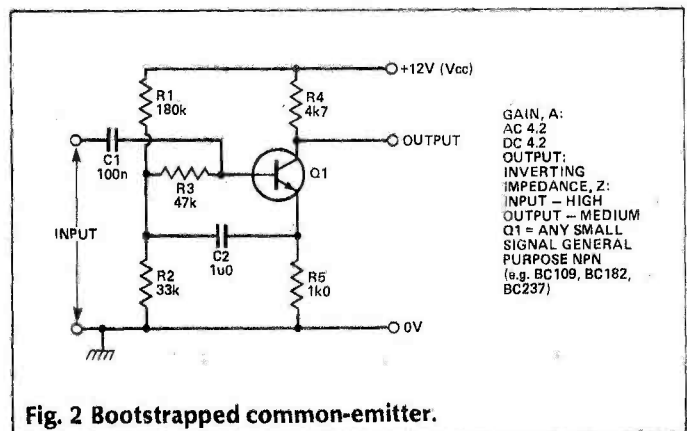 +12V (Vcc)
R1
180k
R4
4k7
OUTPUT
C1
100n
R3
47k
Q1
INPUT
C2
1u0
R2
33k
R5
1k0
0V
GAIN, A:
AC 4.2
DC 4.2
OUTPUT:
INVERTING
IMPEDANCE, Z:
INPUT – HIGH
OUTPUT – MEDIUM
Q1 = ANY SMALL
SIGNAL GENERAL
PURPOSE NPN
(e.g. BC109, BC182,
BC237)
Fig. 2 Bootstrapped common-emitter.